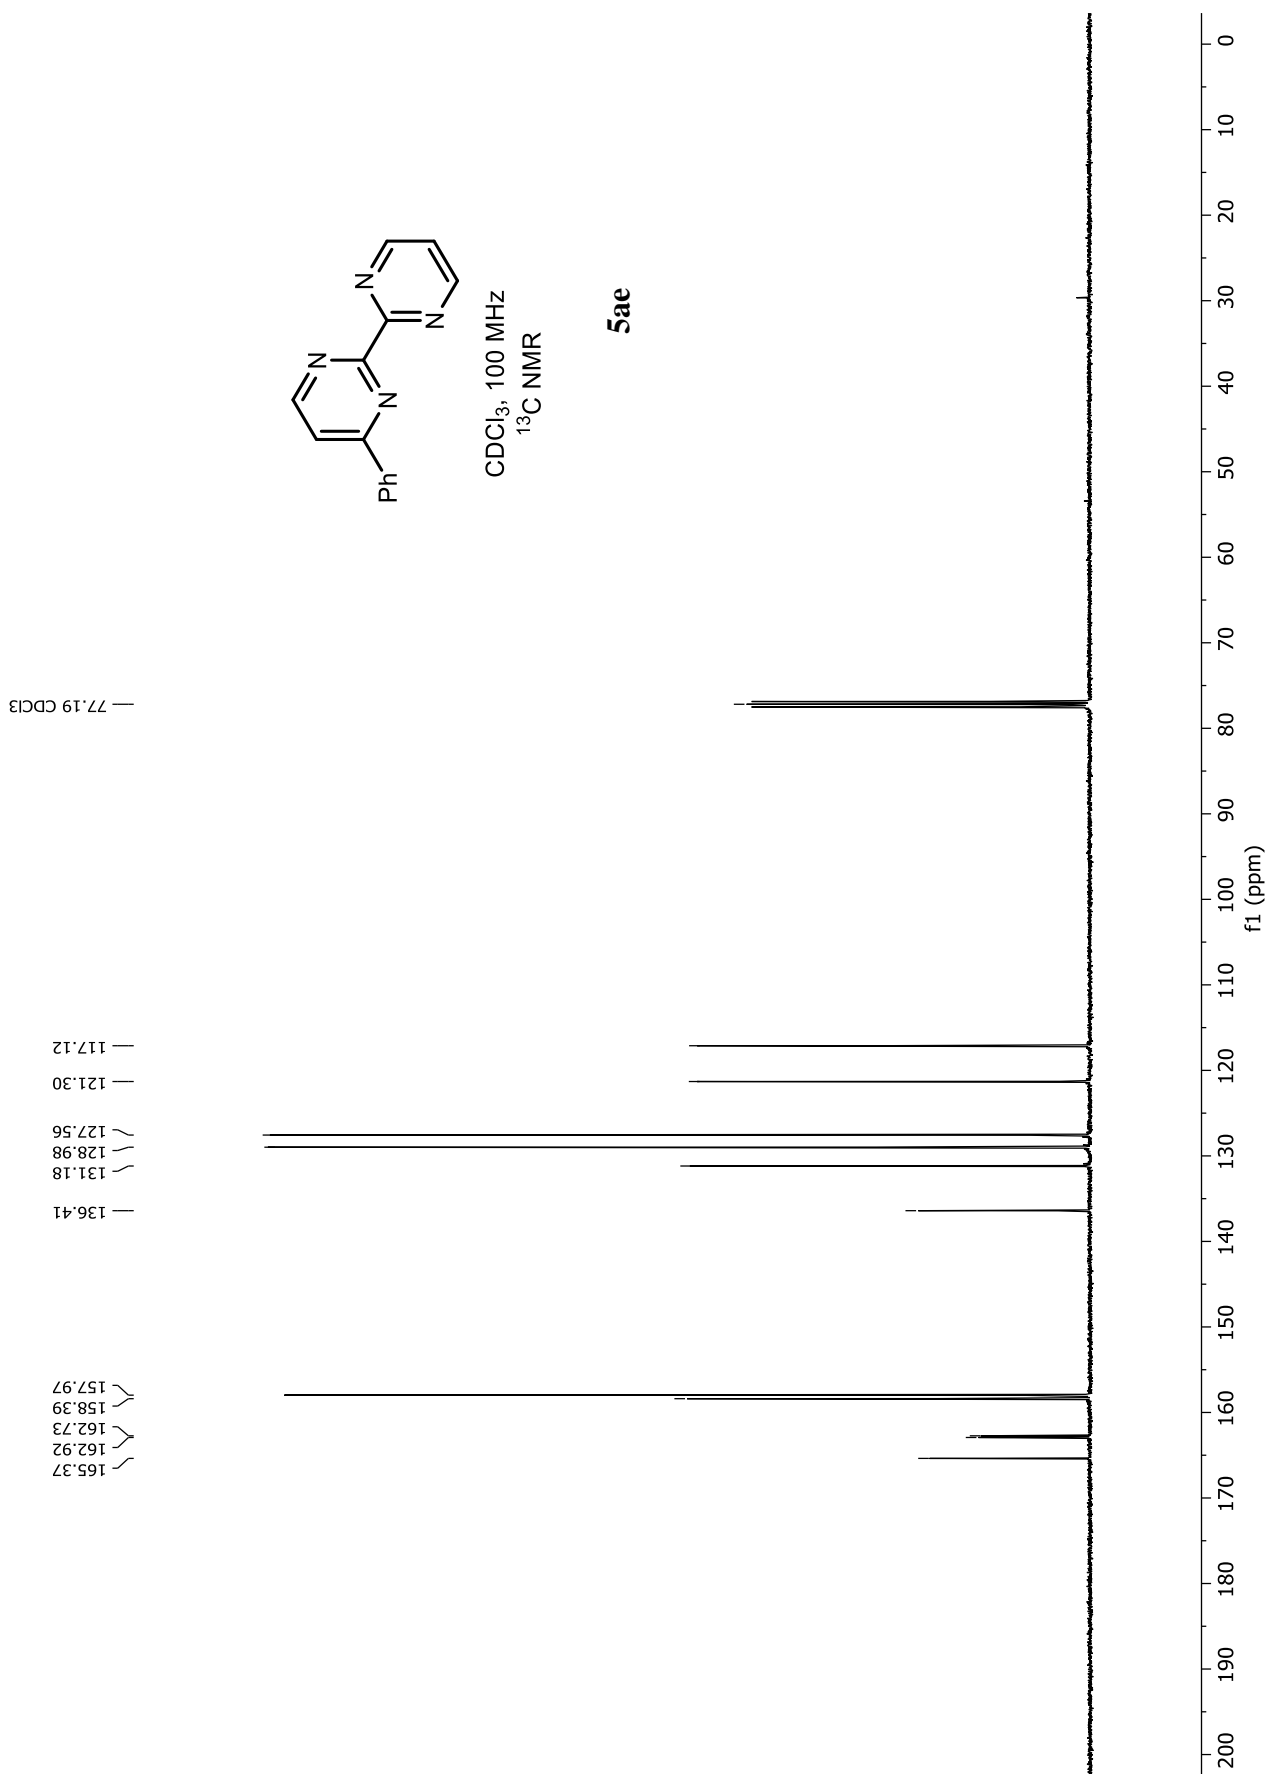 165.37
162.92
162.73
158.39
157.97
136.41
131.18
128.98
127.56
121.30
117.12
77.19 CDCl3
Ph
N
N
N
N
CDCl3, 100 MHz
13C NMR
5ae
200 190 180 170 160 150 140 130 120 110 100 90 80 70 60 50 40 30 20 10 0
f1 (ppm)